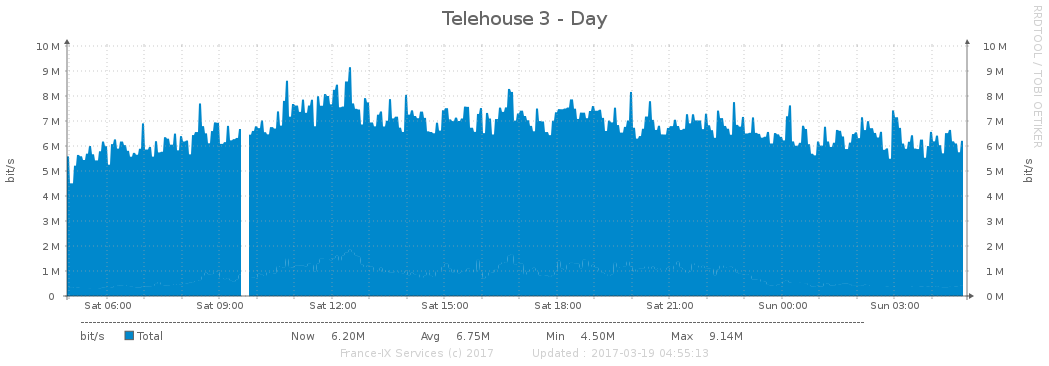 Telehouse 3 - Day
RRDTOOL / TOBI OETIKER
10 M 10 M
9 M 9 M
8 M 8 M
7 M 7 M
6 M 6 M
5 M 5 M
4 M 4 M
3 M 3 M
2 M 2 M
1 M 1 M
0 0 M
bit/s bit/s
Sat 06:00 Sat 09:00 Sat 12:00 Sat 15:00 Sat 18:00 Sat 21:00 Sun 00:00 Sun 03:00
bit/s Total Now 6.20M Avg 6.75M Min 4.50M Max 9.14M
France-IX Services (c) 2017 Updated : 2017-03-19 04:55:13